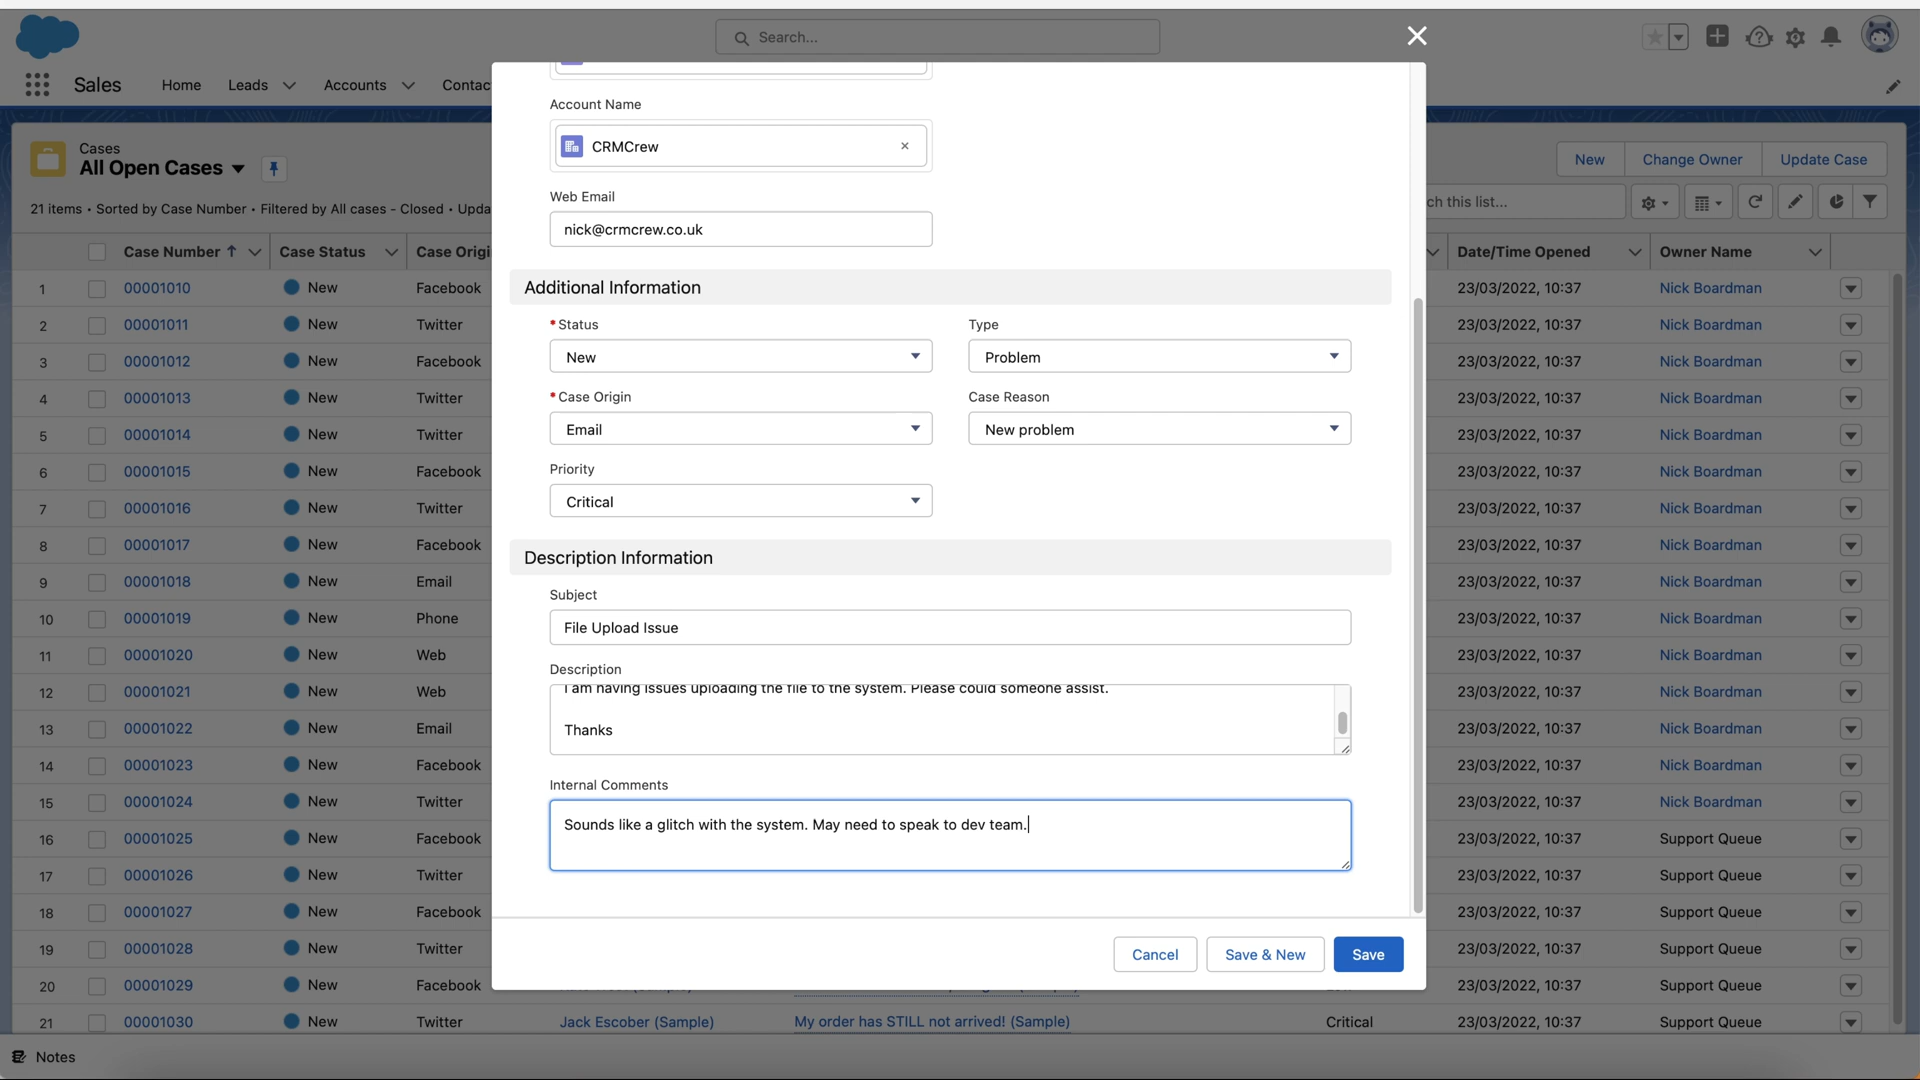 Search...
Sales
Home
Leads
Accounts
Contac
Cases
All Open Cases
21 items • Sorted by Case Number • Filtered by All cases - Closed • Upda
New
Change Owner
Update Case
ch this list...
Case Number
Case Status
Case Origi
Date/Time Opened
Owner Name
1 00001010 New Facebook 23/03/2022, 10:37 Nick Boardman
2 00001011 New Twitter 23/03/2022, 10:37 Nick Boardman
3 00001012 New Facebook 23/03/2022, 10:37 Nick Boardman
4 00001013 New Twitter 23/03/2022, 10:37 Nick Boardman
5 00001014 New Twitter 23/03/2022, 10:37 Nick Boardman
6 00001015 New Facebook 23/03/2022, 10:37 Nick Boardman
7 00001016 New Twitter 23/03/2022, 10:37 Nick Boardman
8 00001017 New Facebook 23/03/2022, 10:37 Nick Boardman
9 00001018 New Email 23/03/2022, 10:37 Nick Boardman
10 00001019 New Phone 23/03/2022, 10:37 Nick Boardman
11 00001020 New Web 23/03/2022, 10:37 Nick Boardman
12 00001021 New Web 23/03/2022, 10:37 Nick Boardman
13 00001022 New Email 23/03/2022, 10:37 Nick Boardman
14 00001023 New Facebook 23/03/2022, 10:37 Nick Boardman
15 00001024 New Twitter 23/03/2022, 10:37 Nick Boardman
16 00001025 New Facebook 23/03/2022, 10:37 Support Queue
17 00001026 New Twitter 23/03/2022, 10:37 Support Queue
18 00001027 New Facebook 23/03/2022, 10:37 Support Queue
19 00001028 New Twitter 23/03/2022, 10:37 Support Queue
20 00001029 New Facebook 23/03/2022, 10:37 Support Queue
21 00001030 New Twitter Jack Escober (Sample) My order has STILL not arrived! (Sample) Critical 23/03/2022, 10:37 Support Queue
Account Name
CRMCrew
Web Email
nick@crmcrew.co.uk
Additional Information
*Status
New
Type
Problem
*Case Origin
Email
Case Reason
New problem
Priority
Critical
Description Information
Subject
File Upload Issue
Description
I am having issues uploading the file to the system. Please could someone assist.
Thanks
Internal Comments
Sounds like a glitch with the system. May need to speak to dev team.
Cancel
Save & New
Save
Notes